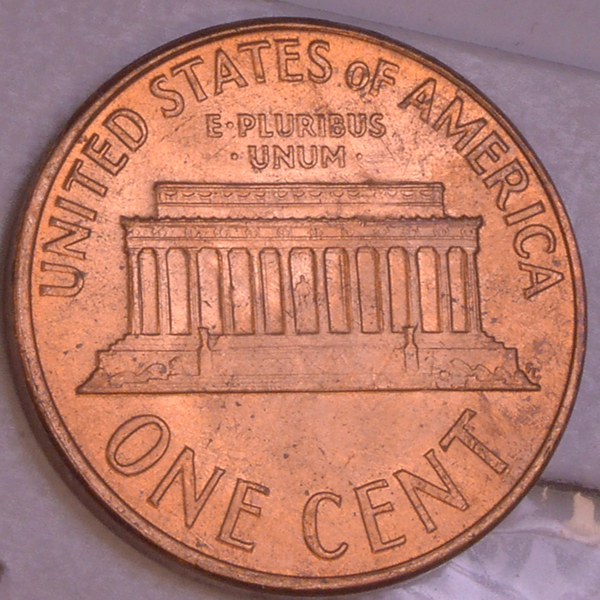 UNITED STATES OF AMERICA
E·PLURIBUS
·UNUM·
ONE CENT